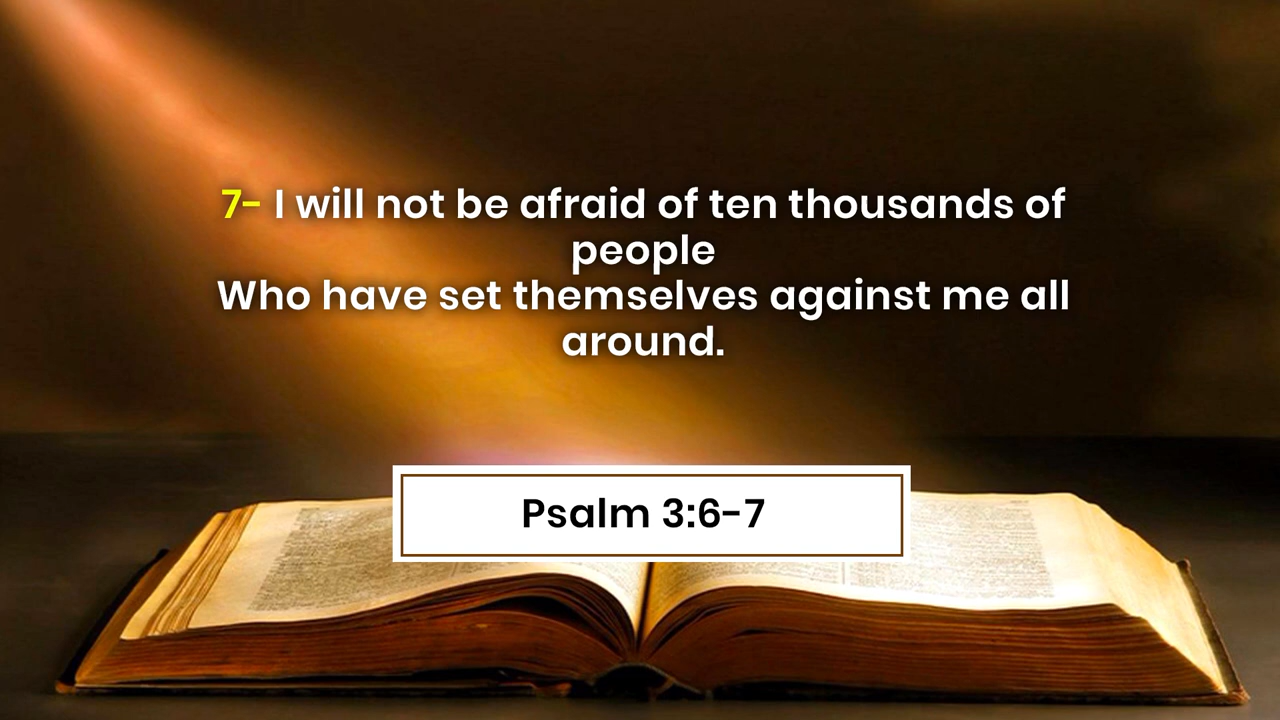 7- I will not be afraid of ten thousands of
people
Who have set themselves against me all
around.
Psalm 3:6-7